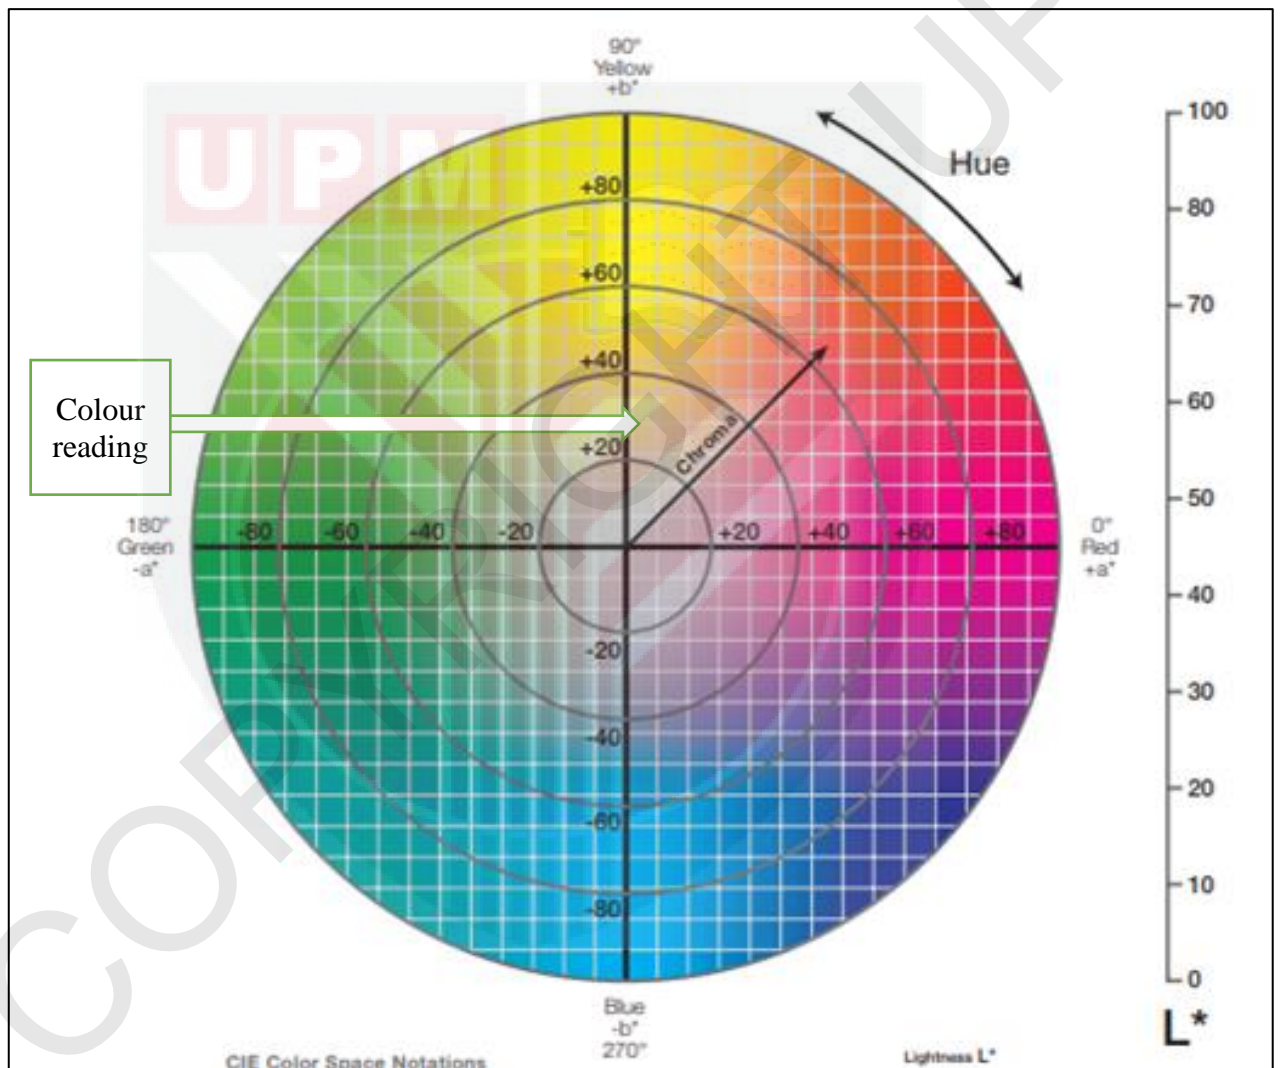 90°
Yellow
+b*
UPM
Hue
+80
+60
+40
+20
Chroma
Colour
reading
180°
Green
-a*
-80 -60 -40 -20 +20 +40 +60 +80
0°
Red
+a*
-20
-40
-60
-80
Blue
-b*
270°
100
80
70
60
50
40
30
20
10
0
L*
CIE Color Space Notations
Lightness L*
COPYRIGHT UP